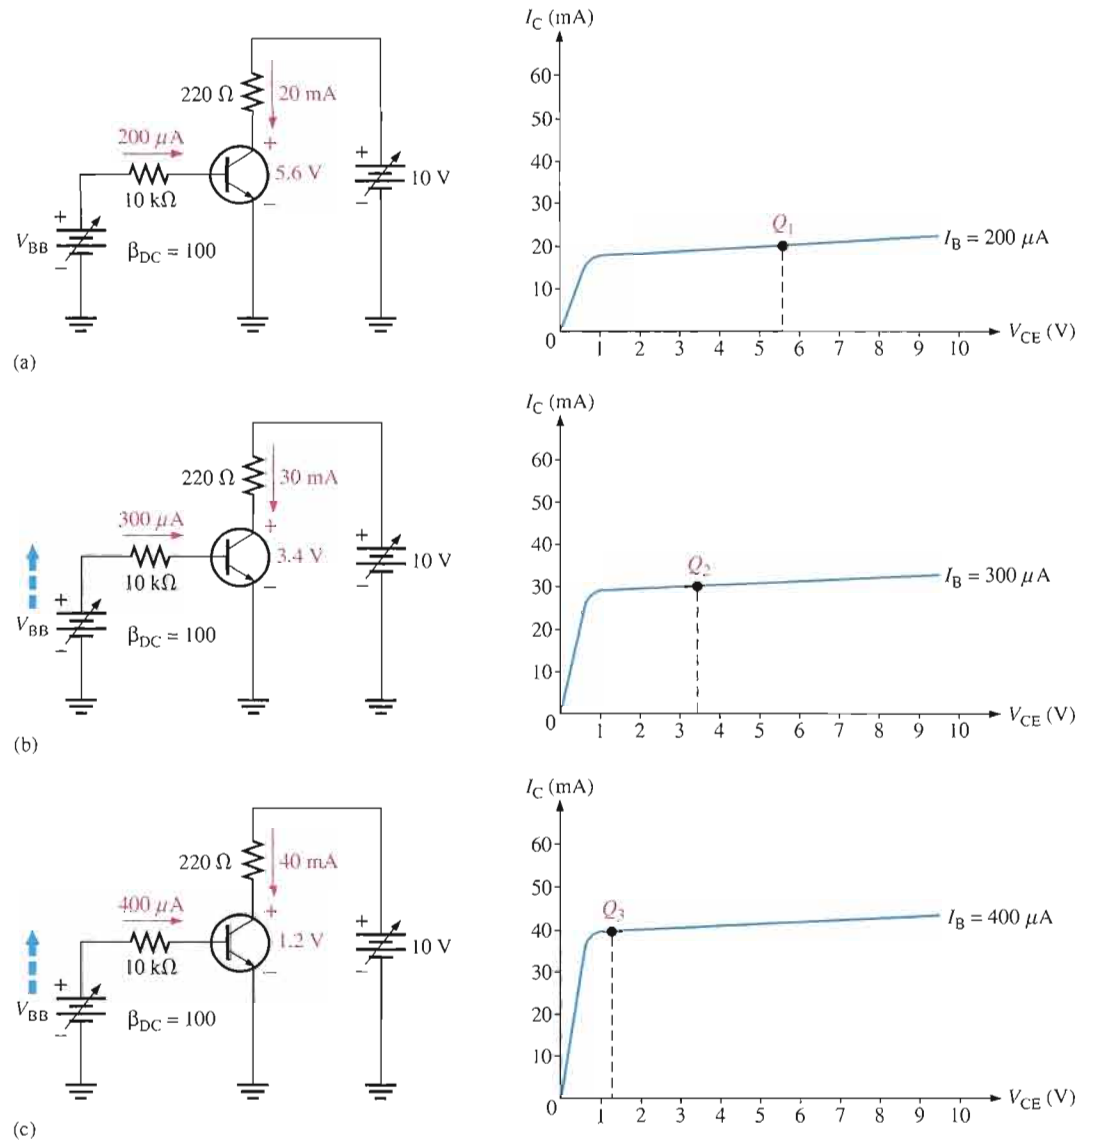 I_C (mA)
220 Ω
20 mA
200 μA
+
5.6 V
−
10 kΩ
+
V_BB
−
β_DC = 100
+
−
10 V
60
50
40
30
20
10
0
Q_1
I_B = 200 μA
1 2 3 4 5 6 7 8 9 10
V_CE (V)
(a)
I_C (mA)
220 Ω
30 mA
300 μA
+
3.4 V
−
10 kΩ
+
V_BB
−
β_DC = 100
+
−
10 V
60
50
40
30
20
10
0
Q_2
I_B = 300 μA
1 2 3 4 5 6 7 8 9 10
V_CE (V)
(b)
I_C (mA)
220 Ω
40 mA
400 μA
+
1.2 V
−
10 kΩ
+
V_BB
−
β_DC = 100
+
−
10 V
60
50
40
30
20
10
0
Q_3
I_B = 400 μA
1 2 3 4 5 6 7 8 9 10
V_CE (V)
(c)